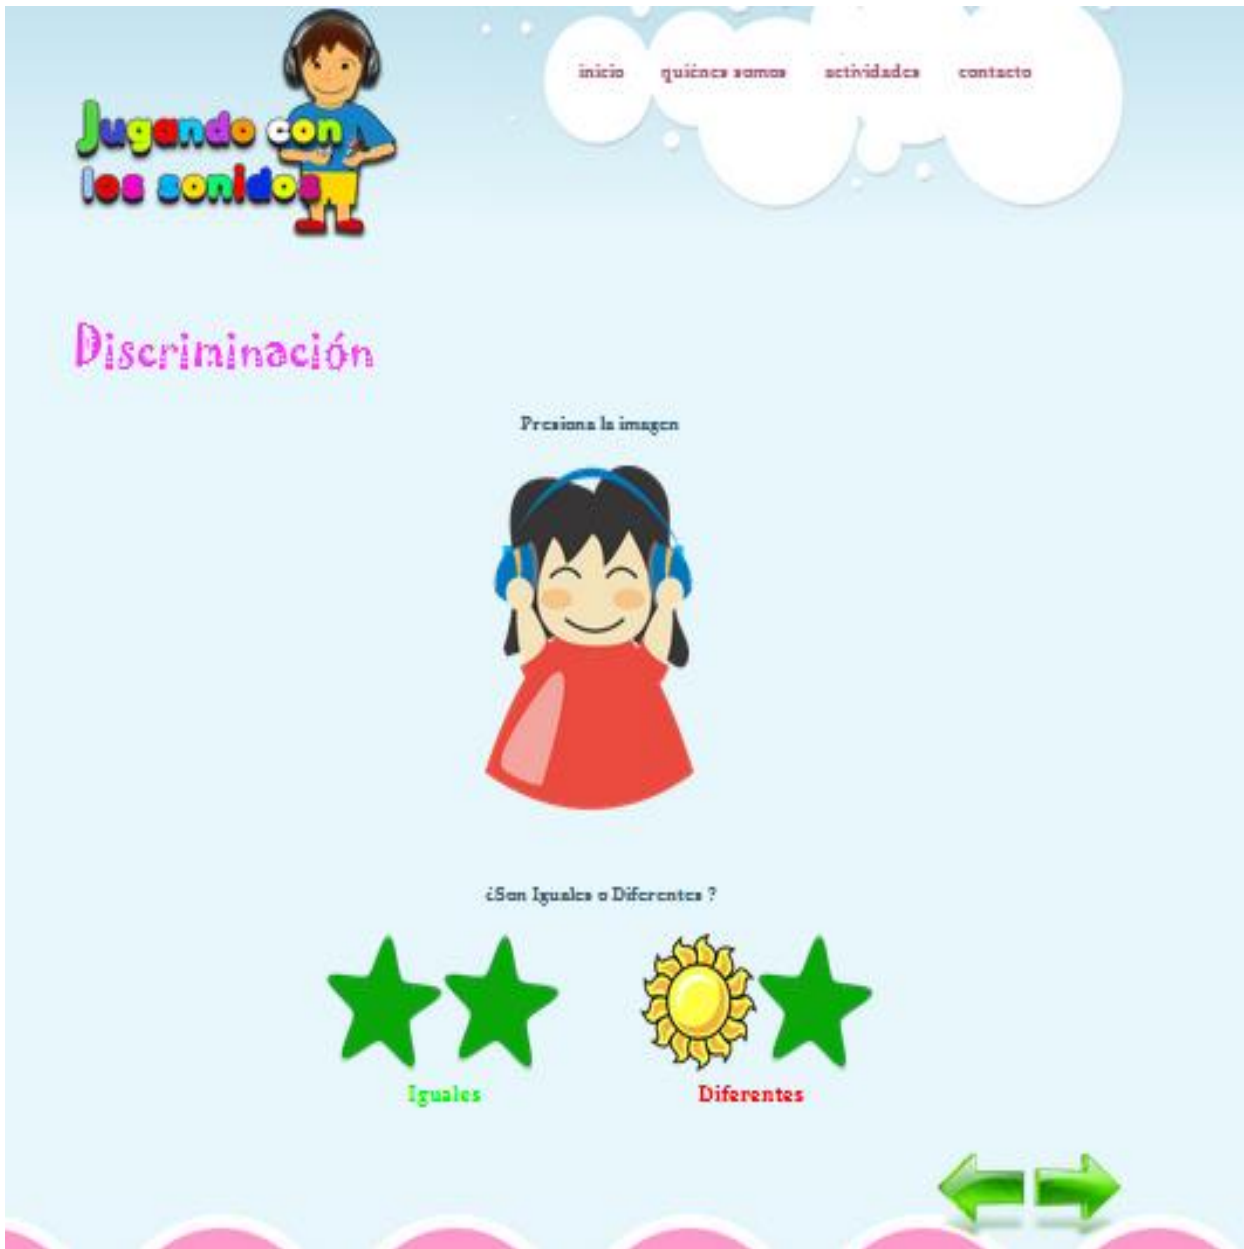 Jugando con
los sonidos
inicio quiénes somos actividades contacto
Discriminación
Presiona la imagen
¿Son Iguales o Diferentes ?
Iguales Diferentes